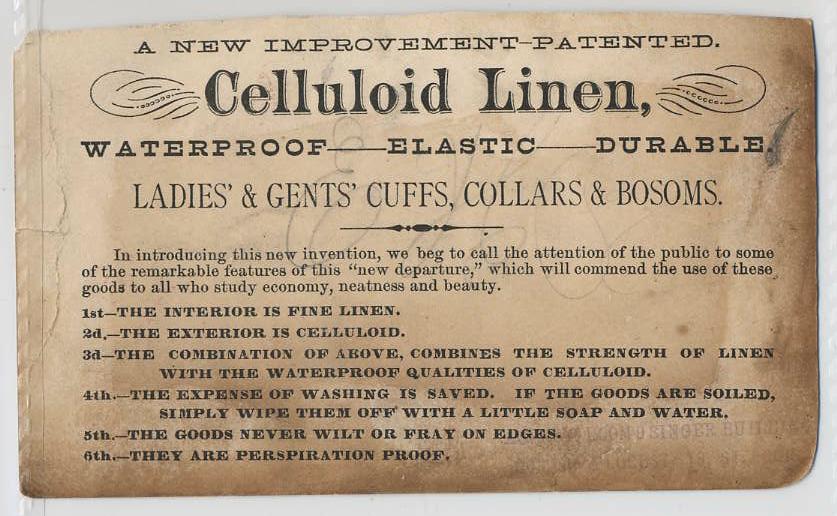 A NEW IMPROVEMENT–PATENTED.
Celluloid Linen,
WATERPROOF——ELASTIC——DURABLE.
LADIES' & GENTS' CUFFS, COLLARS & BOSOMS.
In introducing this new invention, we beg to call the attention of the public to some
of the remarkable features of this "new departure," which will commend the use of these
goods to all who study economy, neatness and beauty.
1st–THE INTERIOR IS FINE LINEN.
2d,–THE EXTERIOR IS CELLULOID.
3d–THE COMBINATION OF ABOVE, COMBINES THE STRENGTH OF LINEN
WITH THE WATERPROOF QUALITIES OF CELLULOID.
4th.–THE EXPENSE OF WASHING IS SAVED. IF THE GOODS ARE SOILED,
SIMPLY WIPE THEM OFF WITH A LITTLE SOAP AND WATER.
5th.–THE GOODS NEVER WILT OR FRAY ON EDGES.
6th.–THEY ARE PERSPIRATION PROOF.
SINGER